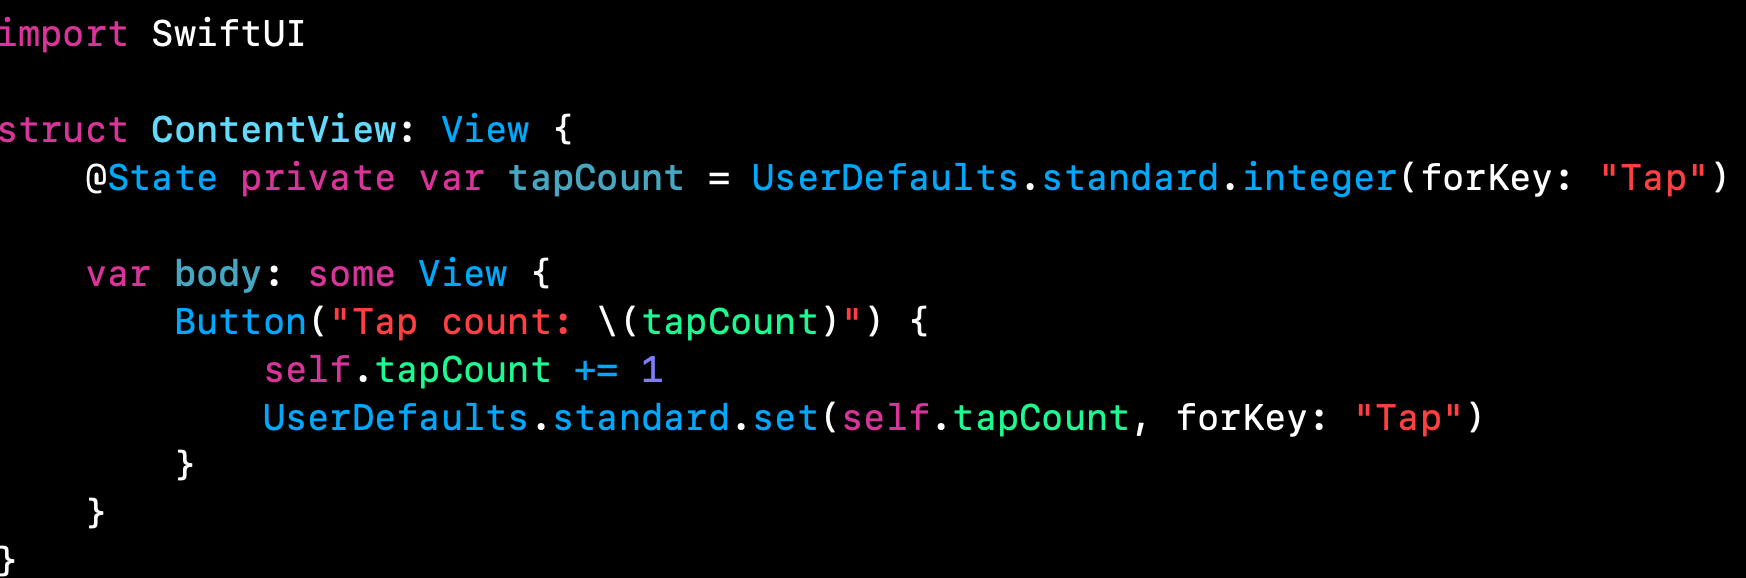 import SwiftUI
struct ContentView: View {
    @State private var tapCount = UserDefaults.standard.integer(forKey: "Tap")
    var body: some View {
        Button("Tap count: \(tapCount)") {
            self.tapCount += 1
            UserDefaults.standard.set(self.tapCount, forKey: "Tap")
        }
    }
}